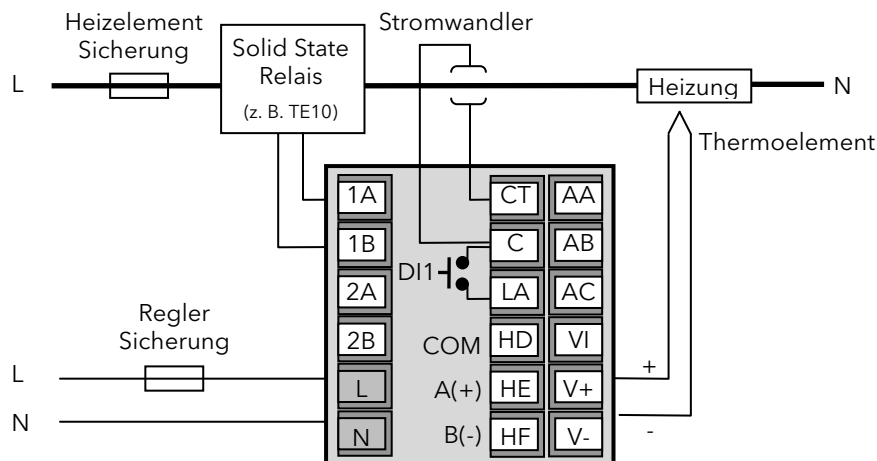 Heizelement
Sicherung
Stromwandler
Solid State
Relais
(z. B. TE10)
L
Heizung
N
Thermoelement
1A
CT
AA
1B
C
AB
DI1
2A
LA
AC
Regler
Sicherung
2B
COM
HD
VI
L
L
A(+)
HE
V+
+
N
N
B(-)
HF
V-
-